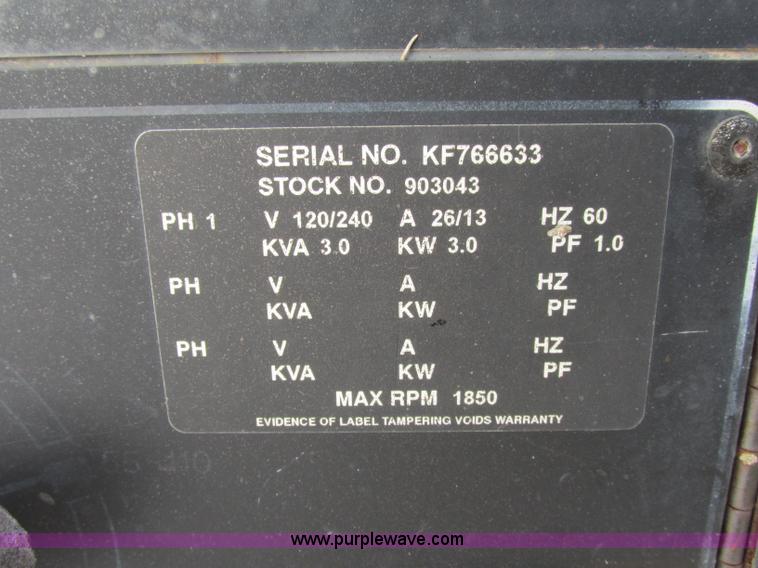 SERIAL NO. KF766633
STOCK NO. 903043
PH 1 V 120/240 A 26/13 HZ 60
KVA 3.0 KW 3.0 PF 1.0
PH V A HZ
KVA KW PF
PH V A HZ
KVA KW PF
MAX RPM 1850
EVIDENCE OF LABEL TAMPERING VOIDS WARRANTY
www.purplewave.com